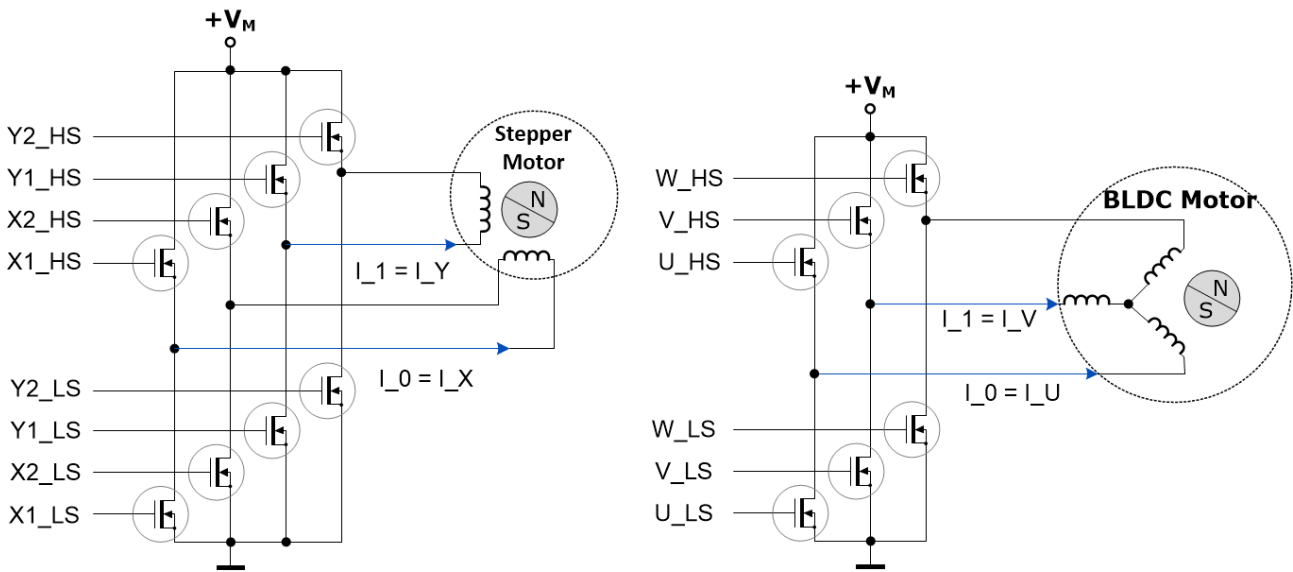 +VM
Y2_HS
Y1_HS
X2_HS
X1_HS
Stepper
Motor
N
S
I_1 = I_Y
I_0 = I_X
Y2_LS
Y1_LS
X2_LS
X1_LS
+VM
W_HS
V_HS
U_HS
BLDC Motor
N
S
I_1 = I_V
I_0 = I_U
W_LS
V_LS
U_LS